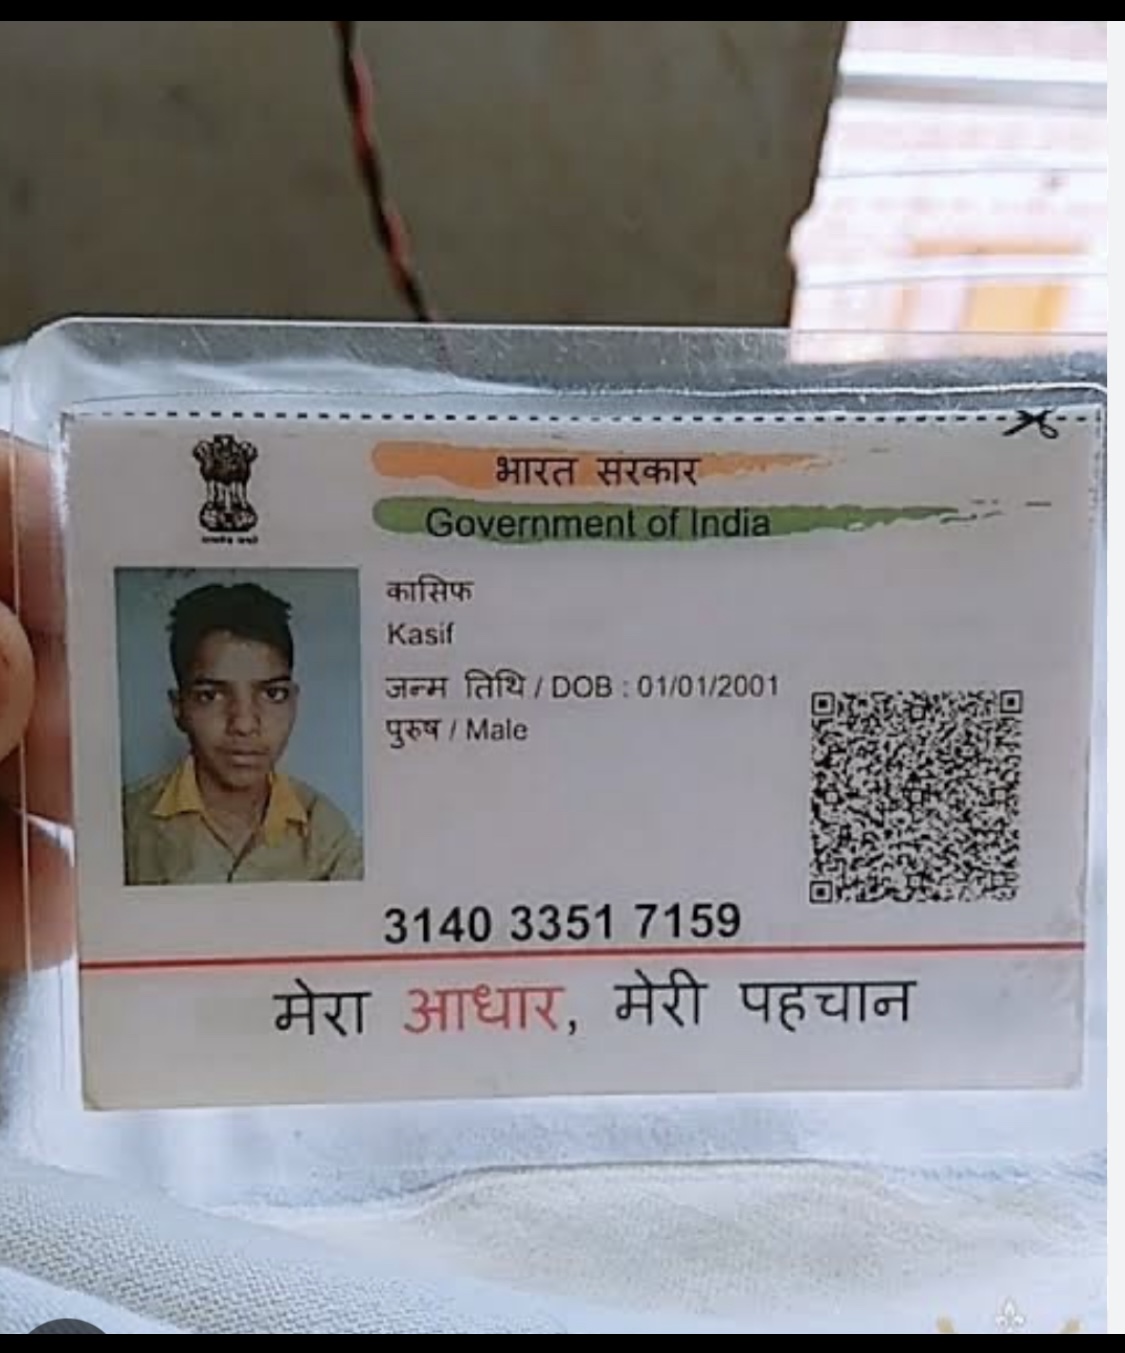 भारत सरकार
Government of India
कासिफ
Kasif
जन्म तिथि / DOB : 01/01/2001
पुरुष / Male
3140 3351 7159
मेरा आधार, मेरी पहचान